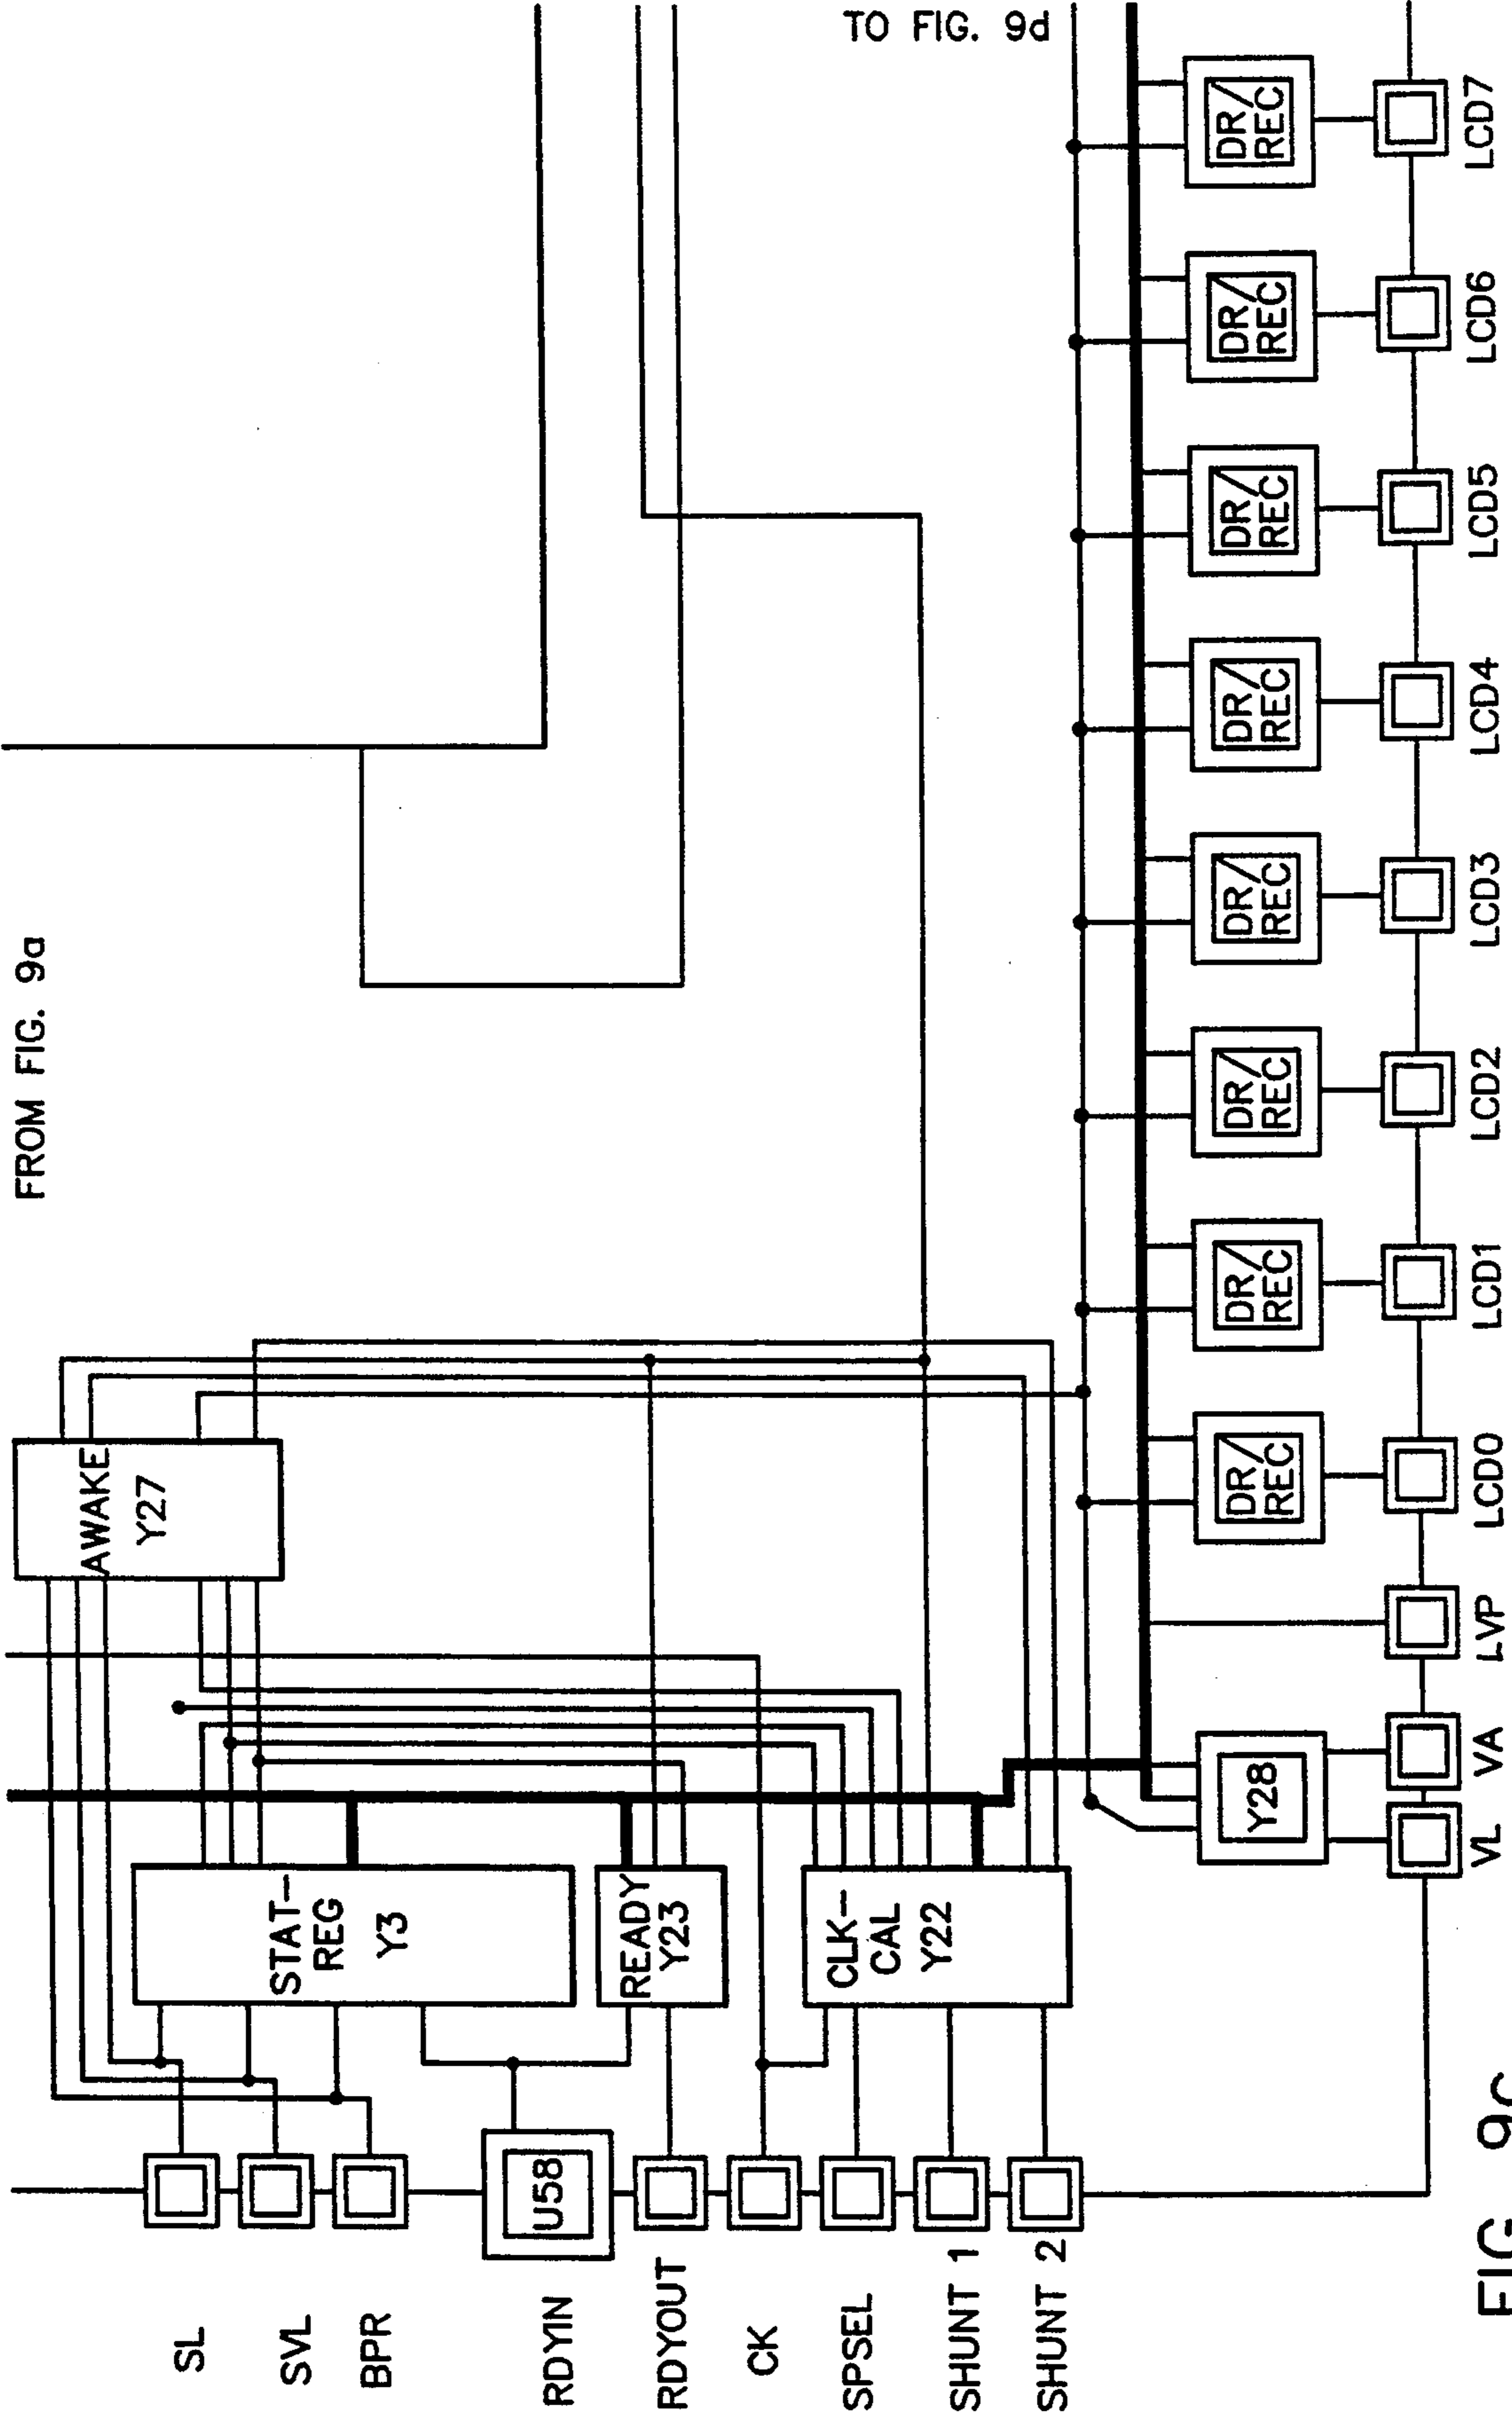 FROM FIG. 9a
TO FIG. 9d
AWAKE
Y27
STAT-
REG
Y3
READY
Y23
CLK-
CAL
Y22
SL
SVL
BPR
U58
RDYIN
RDYOUT
CK
SPSEL
SHUNT 1
SHUNT 2
Y28
DR/
REC
DR/
REC
DR/
REC
DR/
REC
DR/
REC
DR/
REC
DR/
REC
DR/
REC
VL
VA
LVP
LCD0
LCD1
LCD2
LCD3
LCD4
LCD5
LCD6
LCD7
FIG. 9c